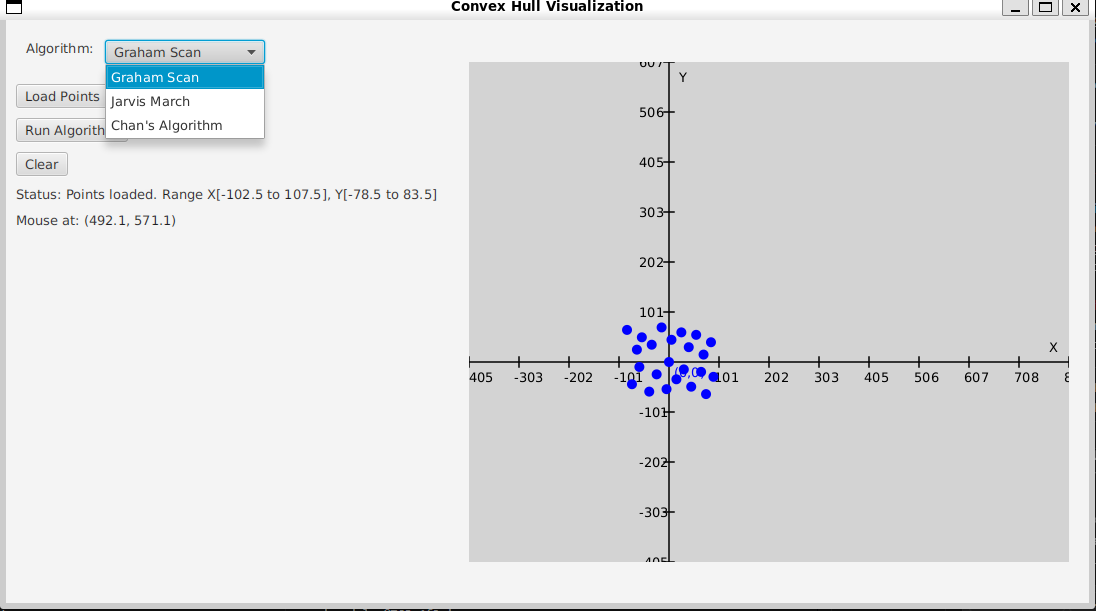 Convex Hull Visualization
Algorithm:
Graham Scan
Graham Scan
Jarvis March
Chan's Algorithm
Load Points
Run Algorith
Clear
Status: Points loaded. Range X[-102.5 to 107.5], Y[-78.5 to 83.5]
Mouse at: (492.1, 571.1)
607
Y
506
405
303
202
101
X
405 -303 -202 -101 101 202 303 405 506 607 708 8
(0,0)
-101
-202
-303
-405